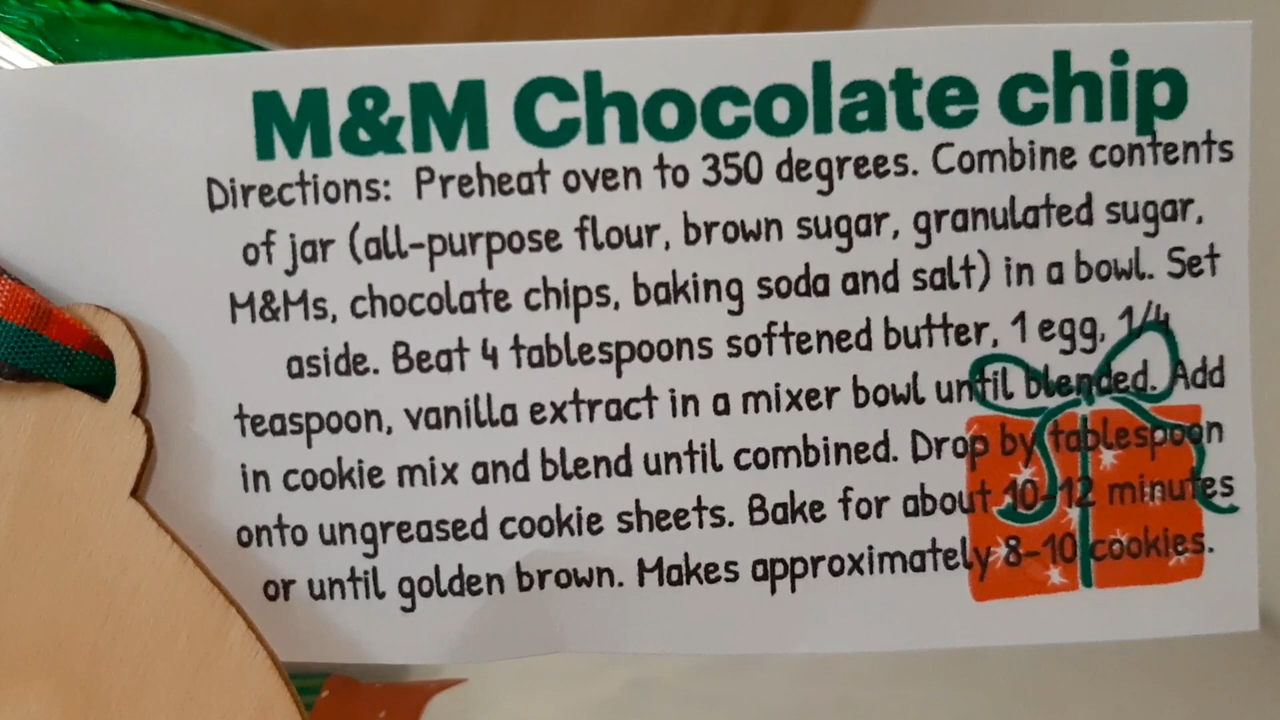 M&M Chocolate chip
Directions: Preheat oven to 350 degrees. Combine contents
of jar (all-purpose flour, brown sugar, granulated sugar,
M&Ms, chocolate chips, baking soda and salt) in a bowl. Set
aside. Beat 4 tablespoons softened butter, 1 egg, 1/4
teaspoon, vanilla extract in a mixer bowl until blended. Add
in cookie mix and blend until combined. Drop by tablespoon
onto ungreased cookie sheets. Bake for about 10-12 minutes
or until golden brown. Makes approximately 8-10 cookies.